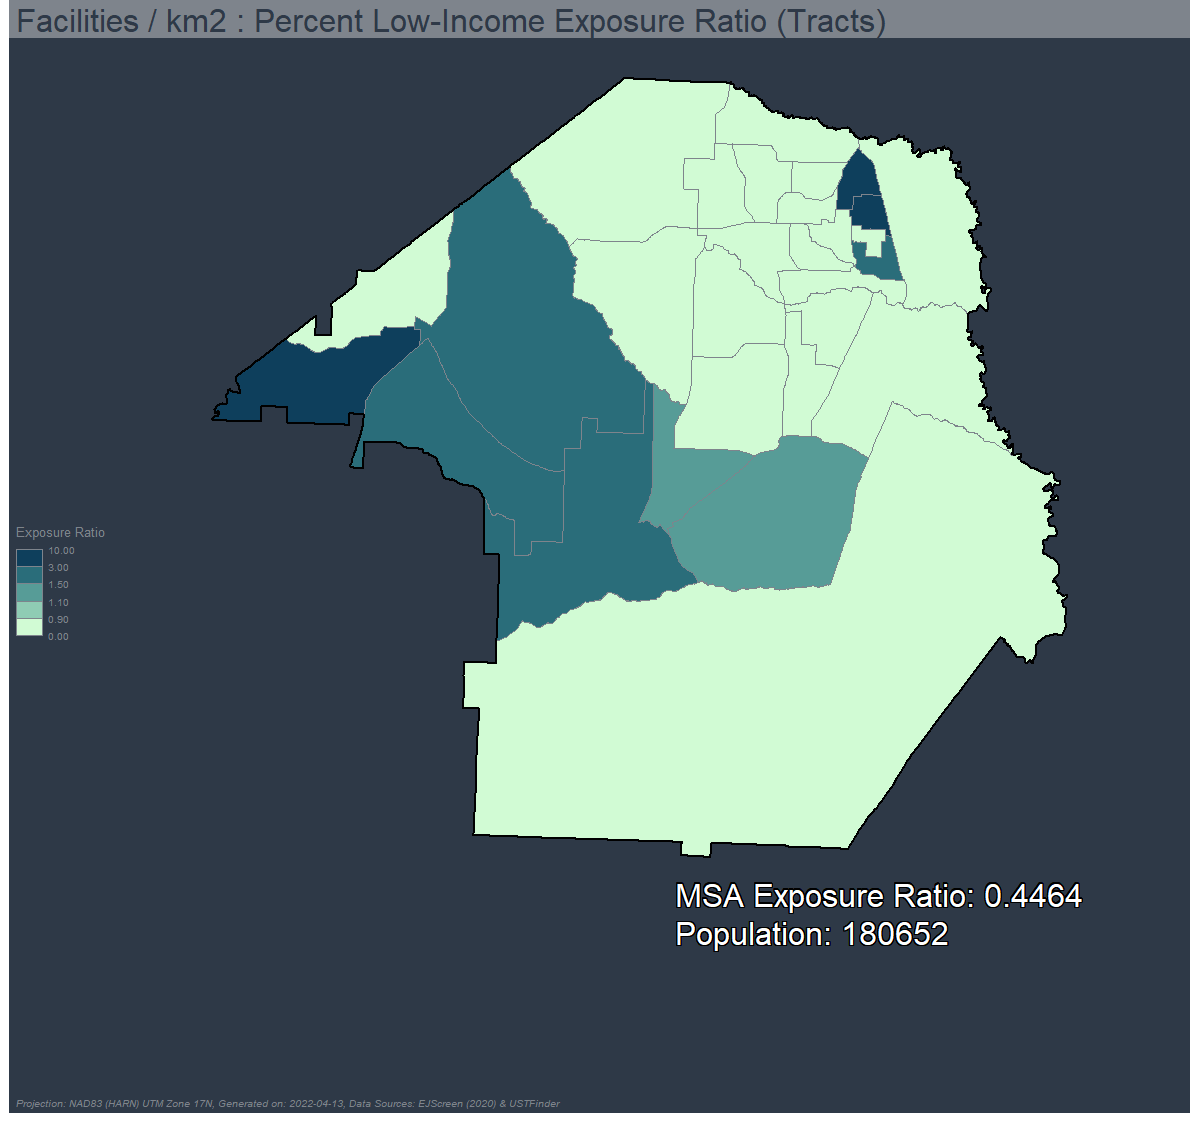 Facilities / km2 : Percent Low-Income Exposure Ratio (Tracts)
Exposure Ratio
10.00
3.00
1.50
1.10
0.90
0.00
MSA Exposure Ratio: 0.4464
Population: 180652
Projection: NAD83 (HARN) UTM Zone 17N, Generated on: 2022-04-13, Data Sources: EJScreen (2020) & USTFinder